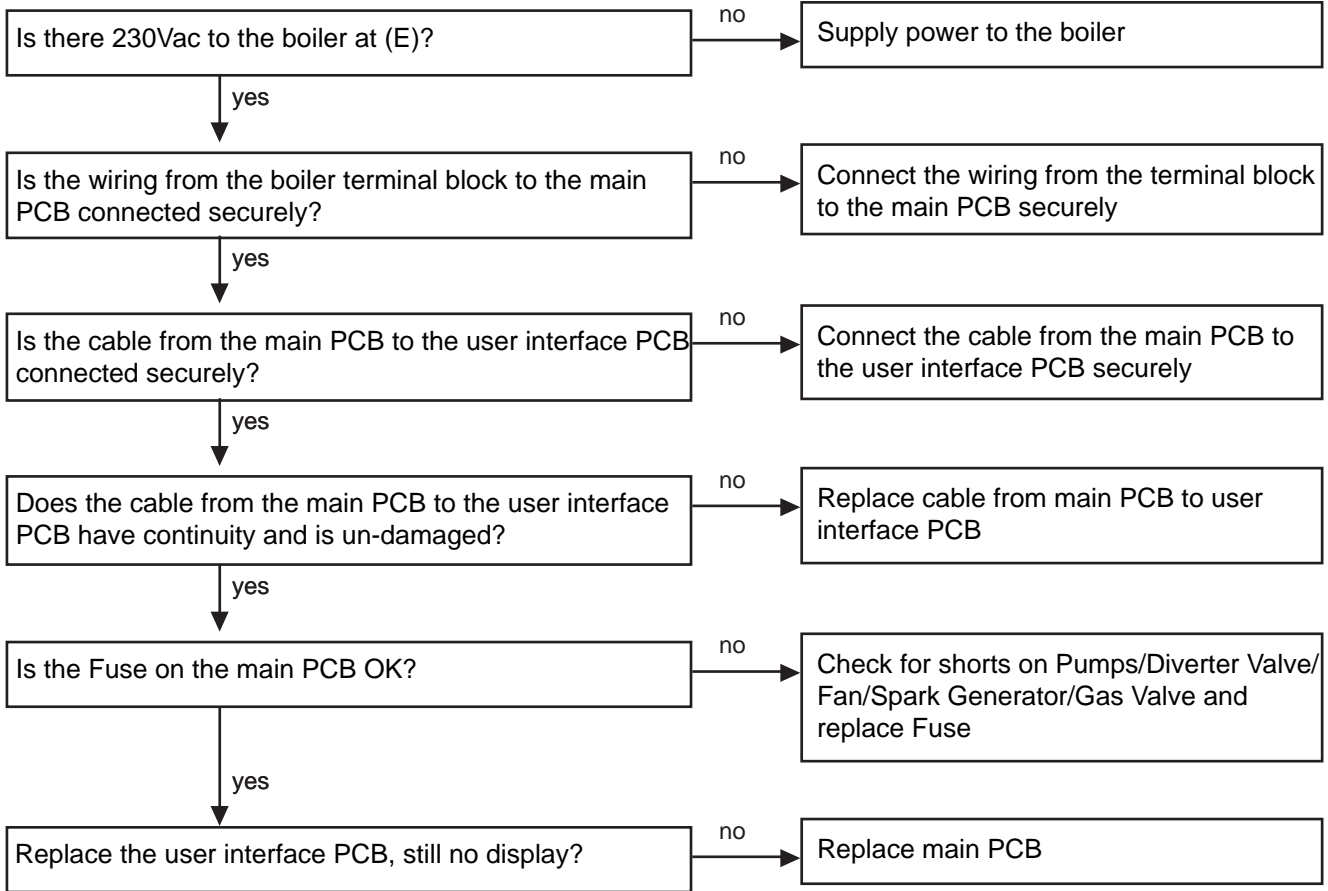 Is there 230Vac to the boiler at (E)?
no
Supply power to the boiler
yes
Is the wiring from the boiler terminal block to the main
PCB connected securely?
no
Connect the wiring from the terminal block
to the main PCB securely
yes
Is the cable from the main PCB to the user interface PCB
connected securely?
no
Connect the cable from the main PCB to
the user interface PCB securely
yes
Does the cable from the main PCB to the user interface
PCB have continuity and is un-damaged?
no
Replace cable from main PCB to user
interface PCB
yes
Is the Fuse on the main PCB OK?
no
Check for shorts on Pumps/Diverter Valve/
Fan/Spark Generator/Gas Valve and
replace Fuse
yes
Replace the user interface PCB, still no display?
no
Replace main PCB